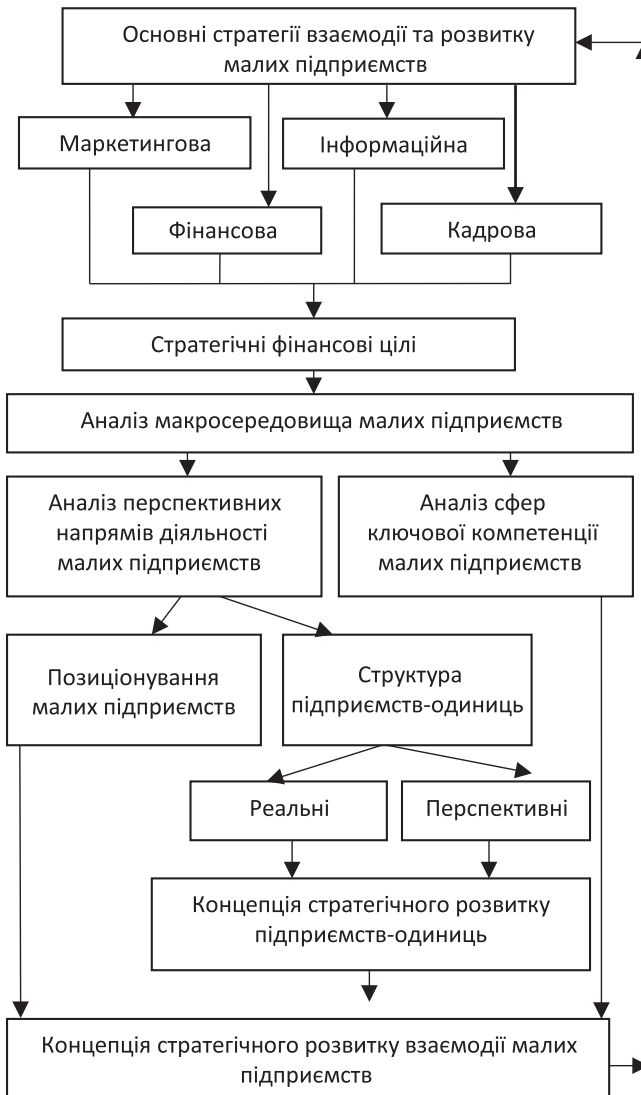 Основні стратегії взаємодії та розвитку
малих підприємств
Маркетингова
Інформаційна
Фінансова
Кадрова
Стратегічні фінансові цілі
Аналіз макросередовища малих підприємств
Аналіз перспективних
напрямів діяльності
малих підприємств
Аналіз сфер
ключової компетенції
малих підприємств
Позиціонування
малих підприємств
Структура
підприємств-одиниць
Реальні
Перспективні
Концепція стратегічного розвитку
підприємств-одиниць
Концепція стратегічного розвитку взаємодії малих
підприємств